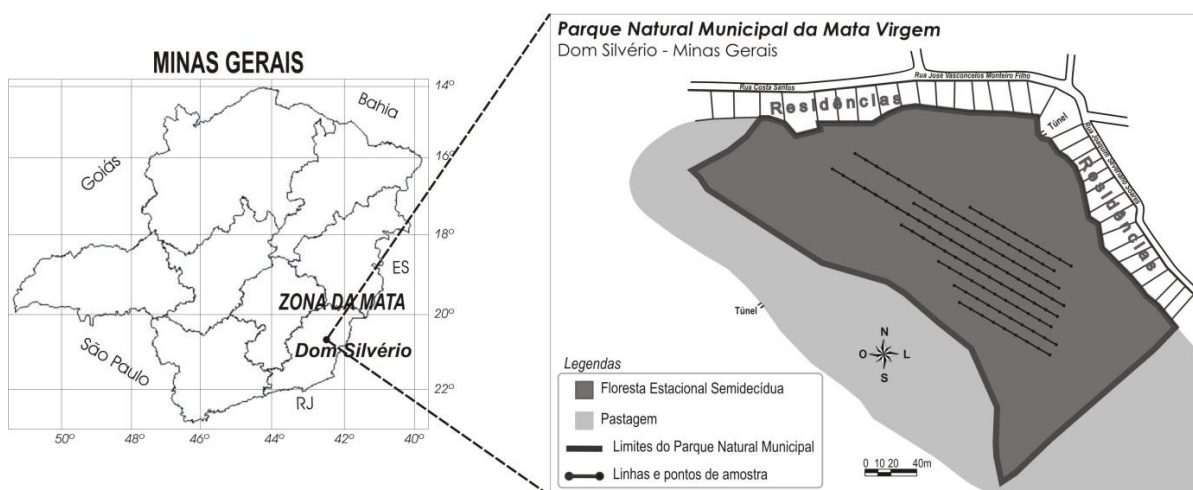 MINAS GERAIS
14º
16º
18º
20º
22º
50º
48º
46º
44º
42º
40º
Bahia
Goiás
ES
ZONA DA MATA
Dom Silvério
São Paulo
RJ
Parque Natural Municipal da Mata Virgem
Dom Silvério - Minas Gerais
Rua Costa Santos
Rua José Vasconcelos Monteiro Filho
Residências
Túnel
Rua Joaquim Severiano
Residências
Túnel
N
O L
S
Legendas
Floresta Estacional Semidecídua
Pastagem
Limites do Parque Natural Municipal
Linhas e pontos de amostra
0 10 20 40m